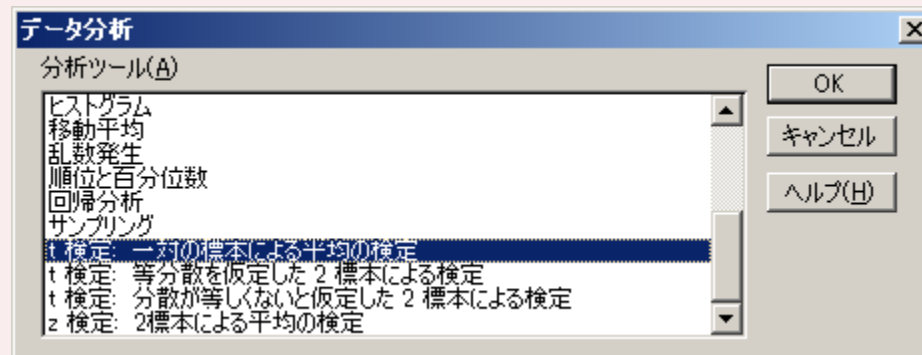 データ分析
分析ツール(A)
ヒストグラム
移動平均
乱数発生
順位と百分位数
回帰分析
サンプリング
t 検定: 一対の標本による平均の検定
t 検定: 等分散を仮定した 2 標本による検定
t 検定: 分散が等しくないと仮定した 2 標本による検定
z 検定: 2標本による平均の検定
OK
キャンセル
ヘルプ(H)